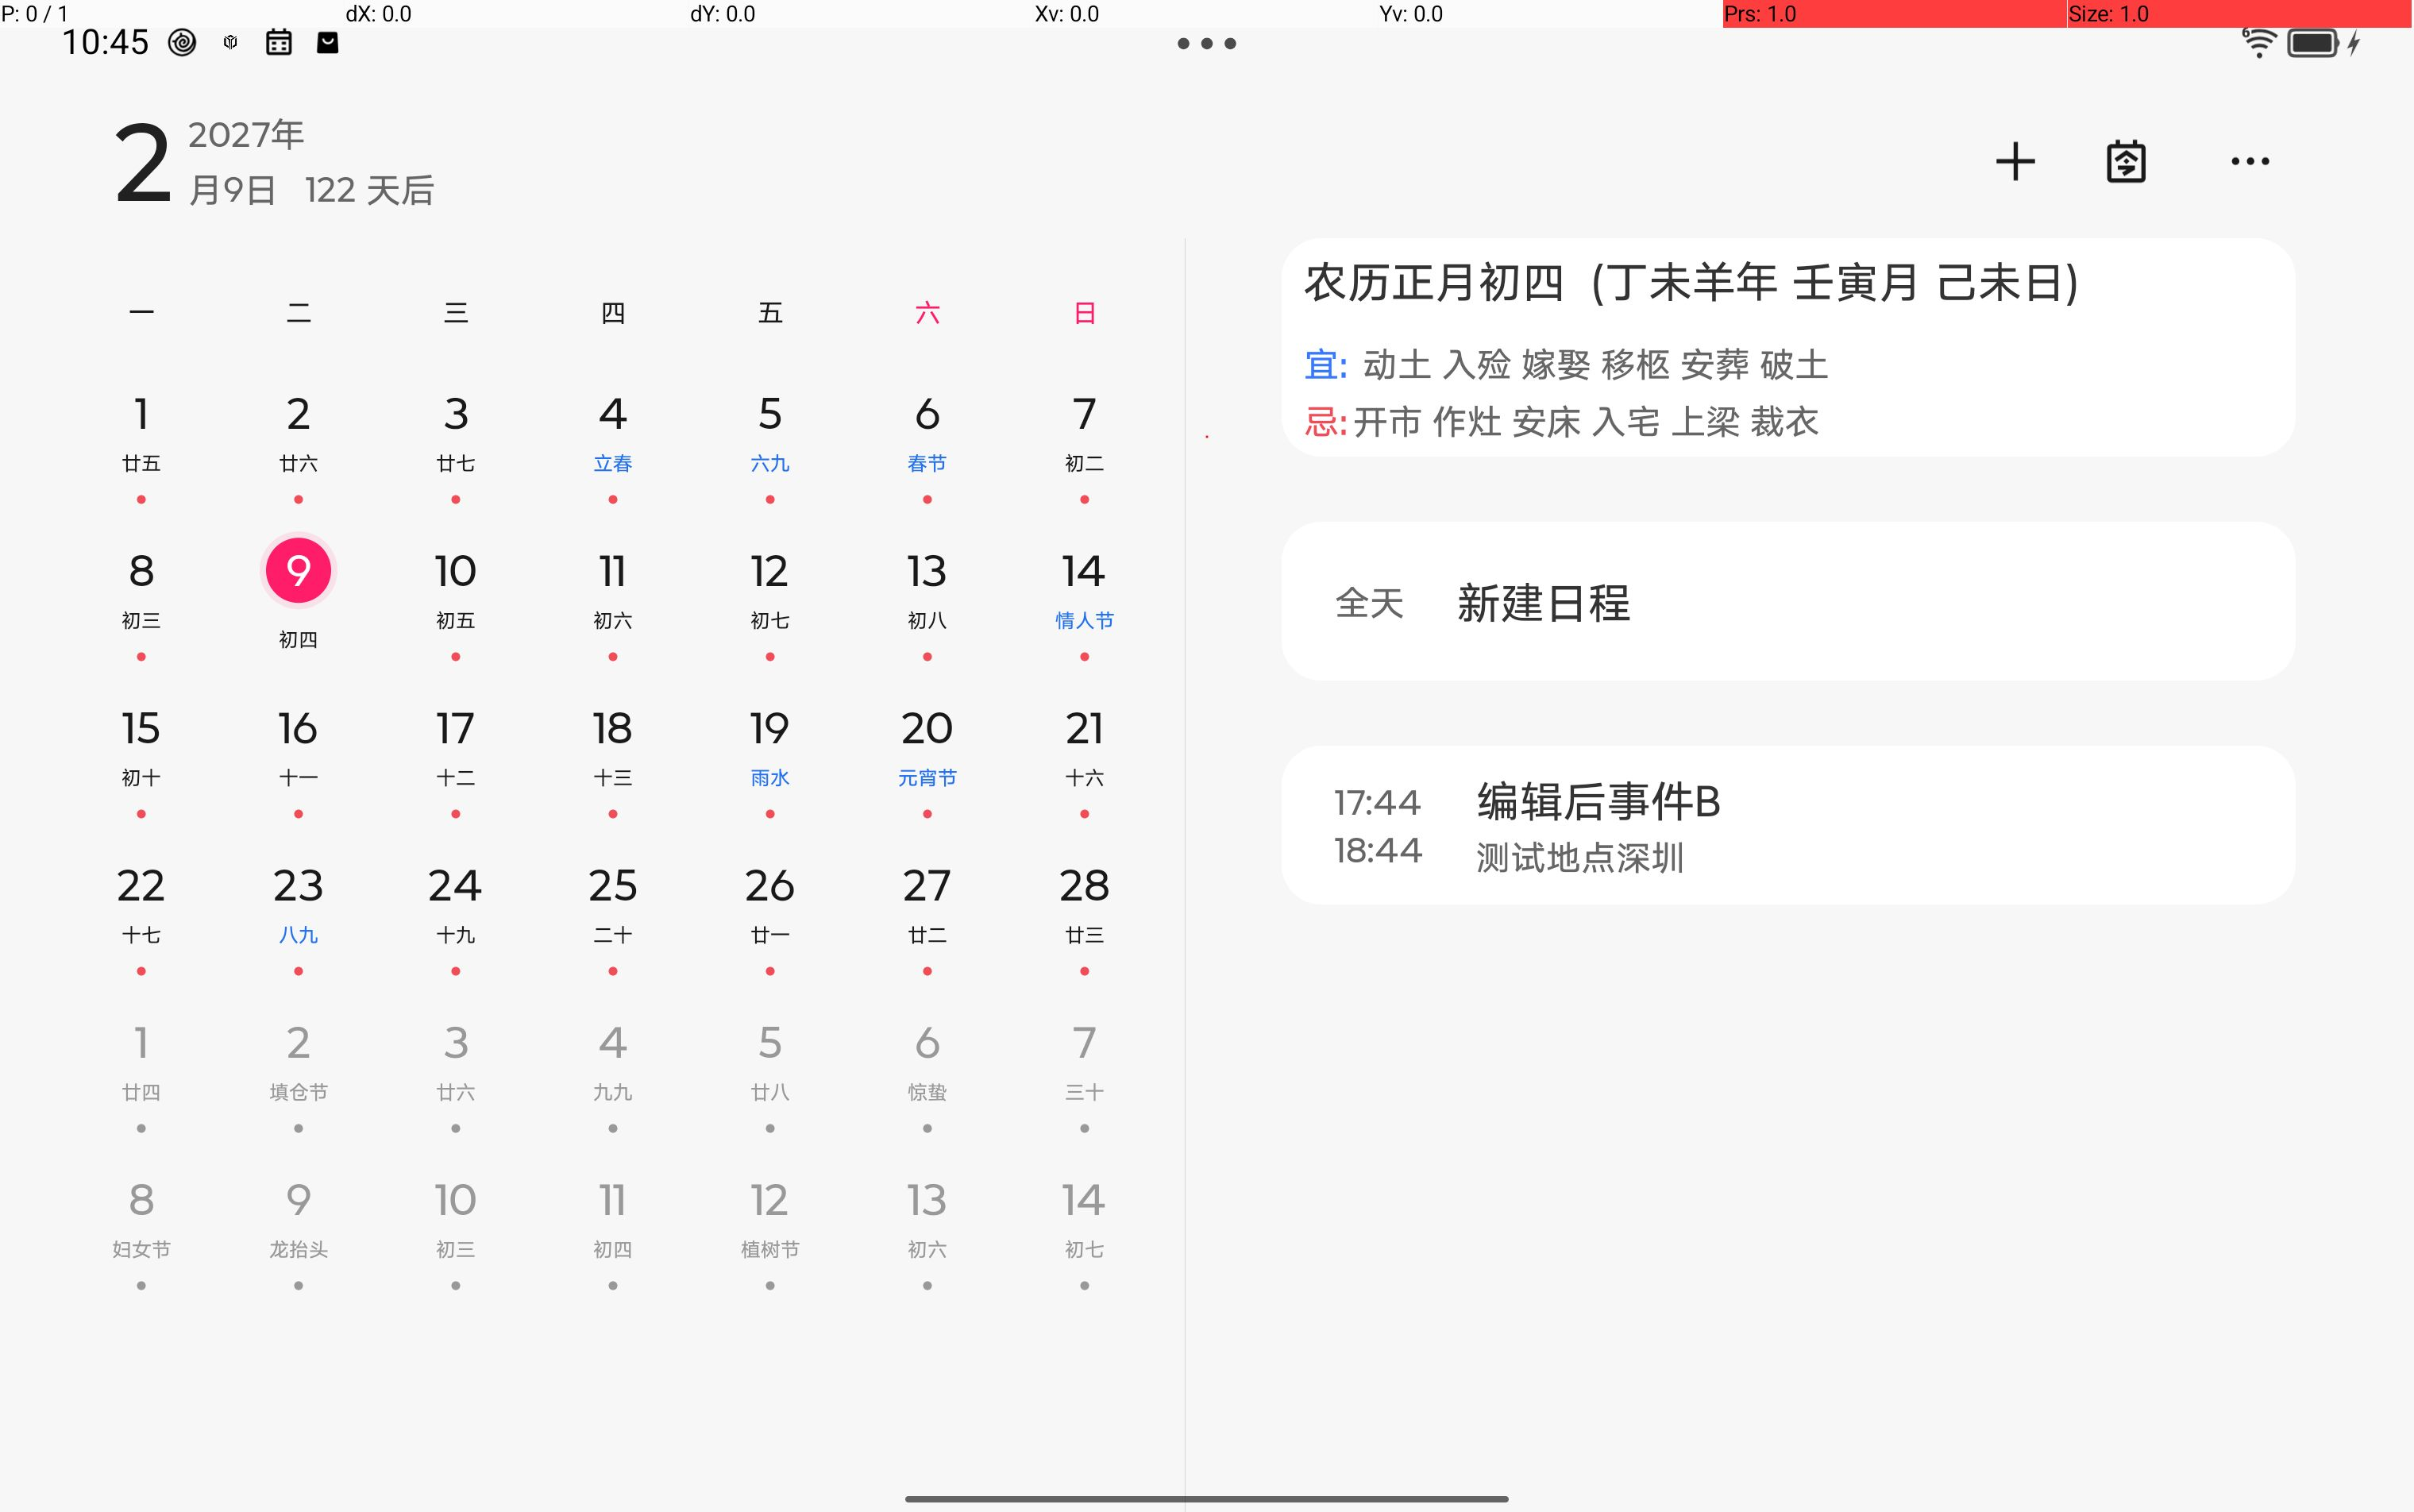 P: 0 / 1 dX: 0.0 dY: 0.0 Xv: 0.0 Yv: 0.0 Prs: 1.0 Size: 1.0
10:45
6
2 2027年
月9日 122 天后
今
一 二 三 四 五 六 日
1 2 3 4 5 6 7
廿五 廿六 廿七 立春 六九 春节 初二
8 9 10 11 12 13 14
初三 初四 初五 初六 初七 初八 情人节
15 16 17 18 19 20 21
初十 十一 十二 十三 雨水 元宵节 十六
22 23 24 25 26 27 28
十七 八九 十九 二十 廿一 廿二 廿三
1 2 3 4 5 6 7
廿四 填仓节 廿六 九九 廿八 惊蛰 三十
8 9 10 11 12 13 14
妇女节 龙抬头 初三 初四 植树节 初六 初七
农历正月初四 (丁未羊年 壬寅月 己未日)
宜: 动土 入殓 嫁娶 移柩 安葬 破土
忌: 开市 作灶 安床 入宅 上梁 裁衣
全天 新建日程
17:44 编辑后事件B
18:44 测试地点深圳